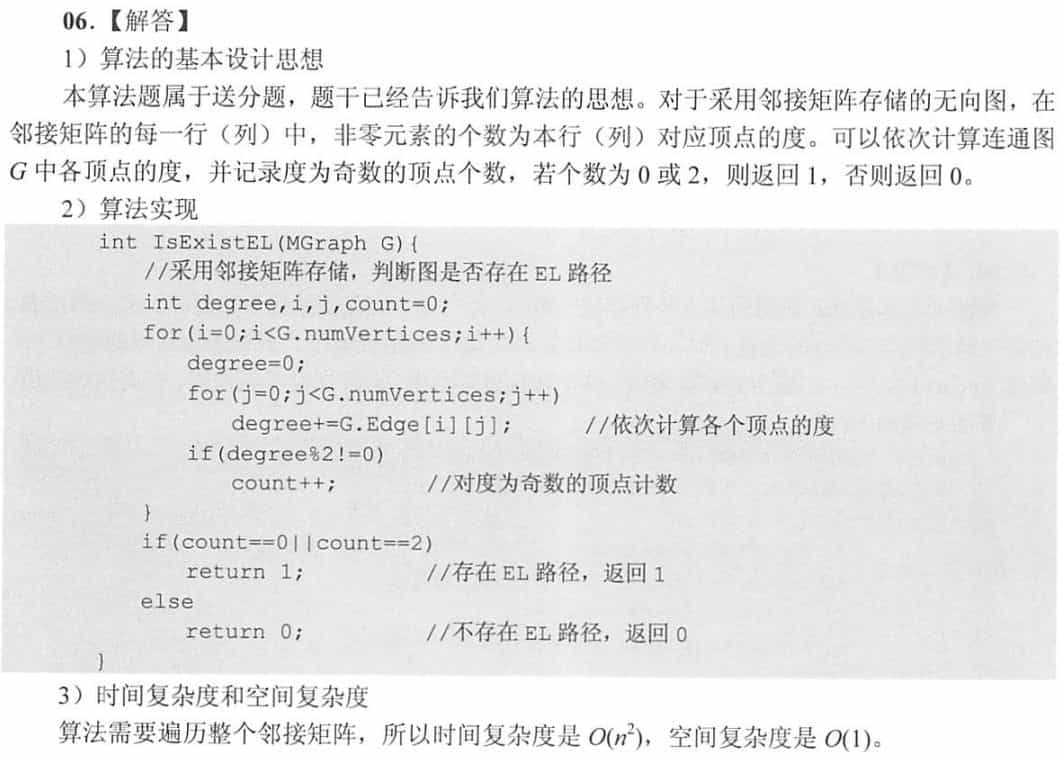 06.【解答】
1）算法的基本设计思想
本算法题属于送分题，题干已经告诉我们算法的思想。对于采用邻接矩阵存储的无向图，在
邻接矩阵的每一行（列）中，非零元素的个数为本行（列）对应顶点的度。可以依次计算连通图
G 中各顶点的度，并记录度为奇数的顶点个数，若个数为 0 或 2，则返回 1，否则返回 0。
2）算法实现
int IsExistEL(MGraph G){
//采用邻接矩阵存储，判断图是否存在 EL 路径
int degree,i,j,count=0;
for(i=0;i<G.numVertices;i++){
degree=0;
for(j=0;j<G.numVertices;j++)
degree+=G.Edge[i][j]; //依次计算各个顶点的度
if(degree%2!=0)
count++; //对度为奇数的顶点计数
}
if(count==0||count==2)
return 1; //存在 EL 路径，返回 1
else
return 0; //不存在 EL 路径，返回 0
}
3）时间复杂度和空间复杂度
算法需要遍历整个邻接矩阵，所以时间复杂度是 O(n²)，空间复杂度是 O(1)。